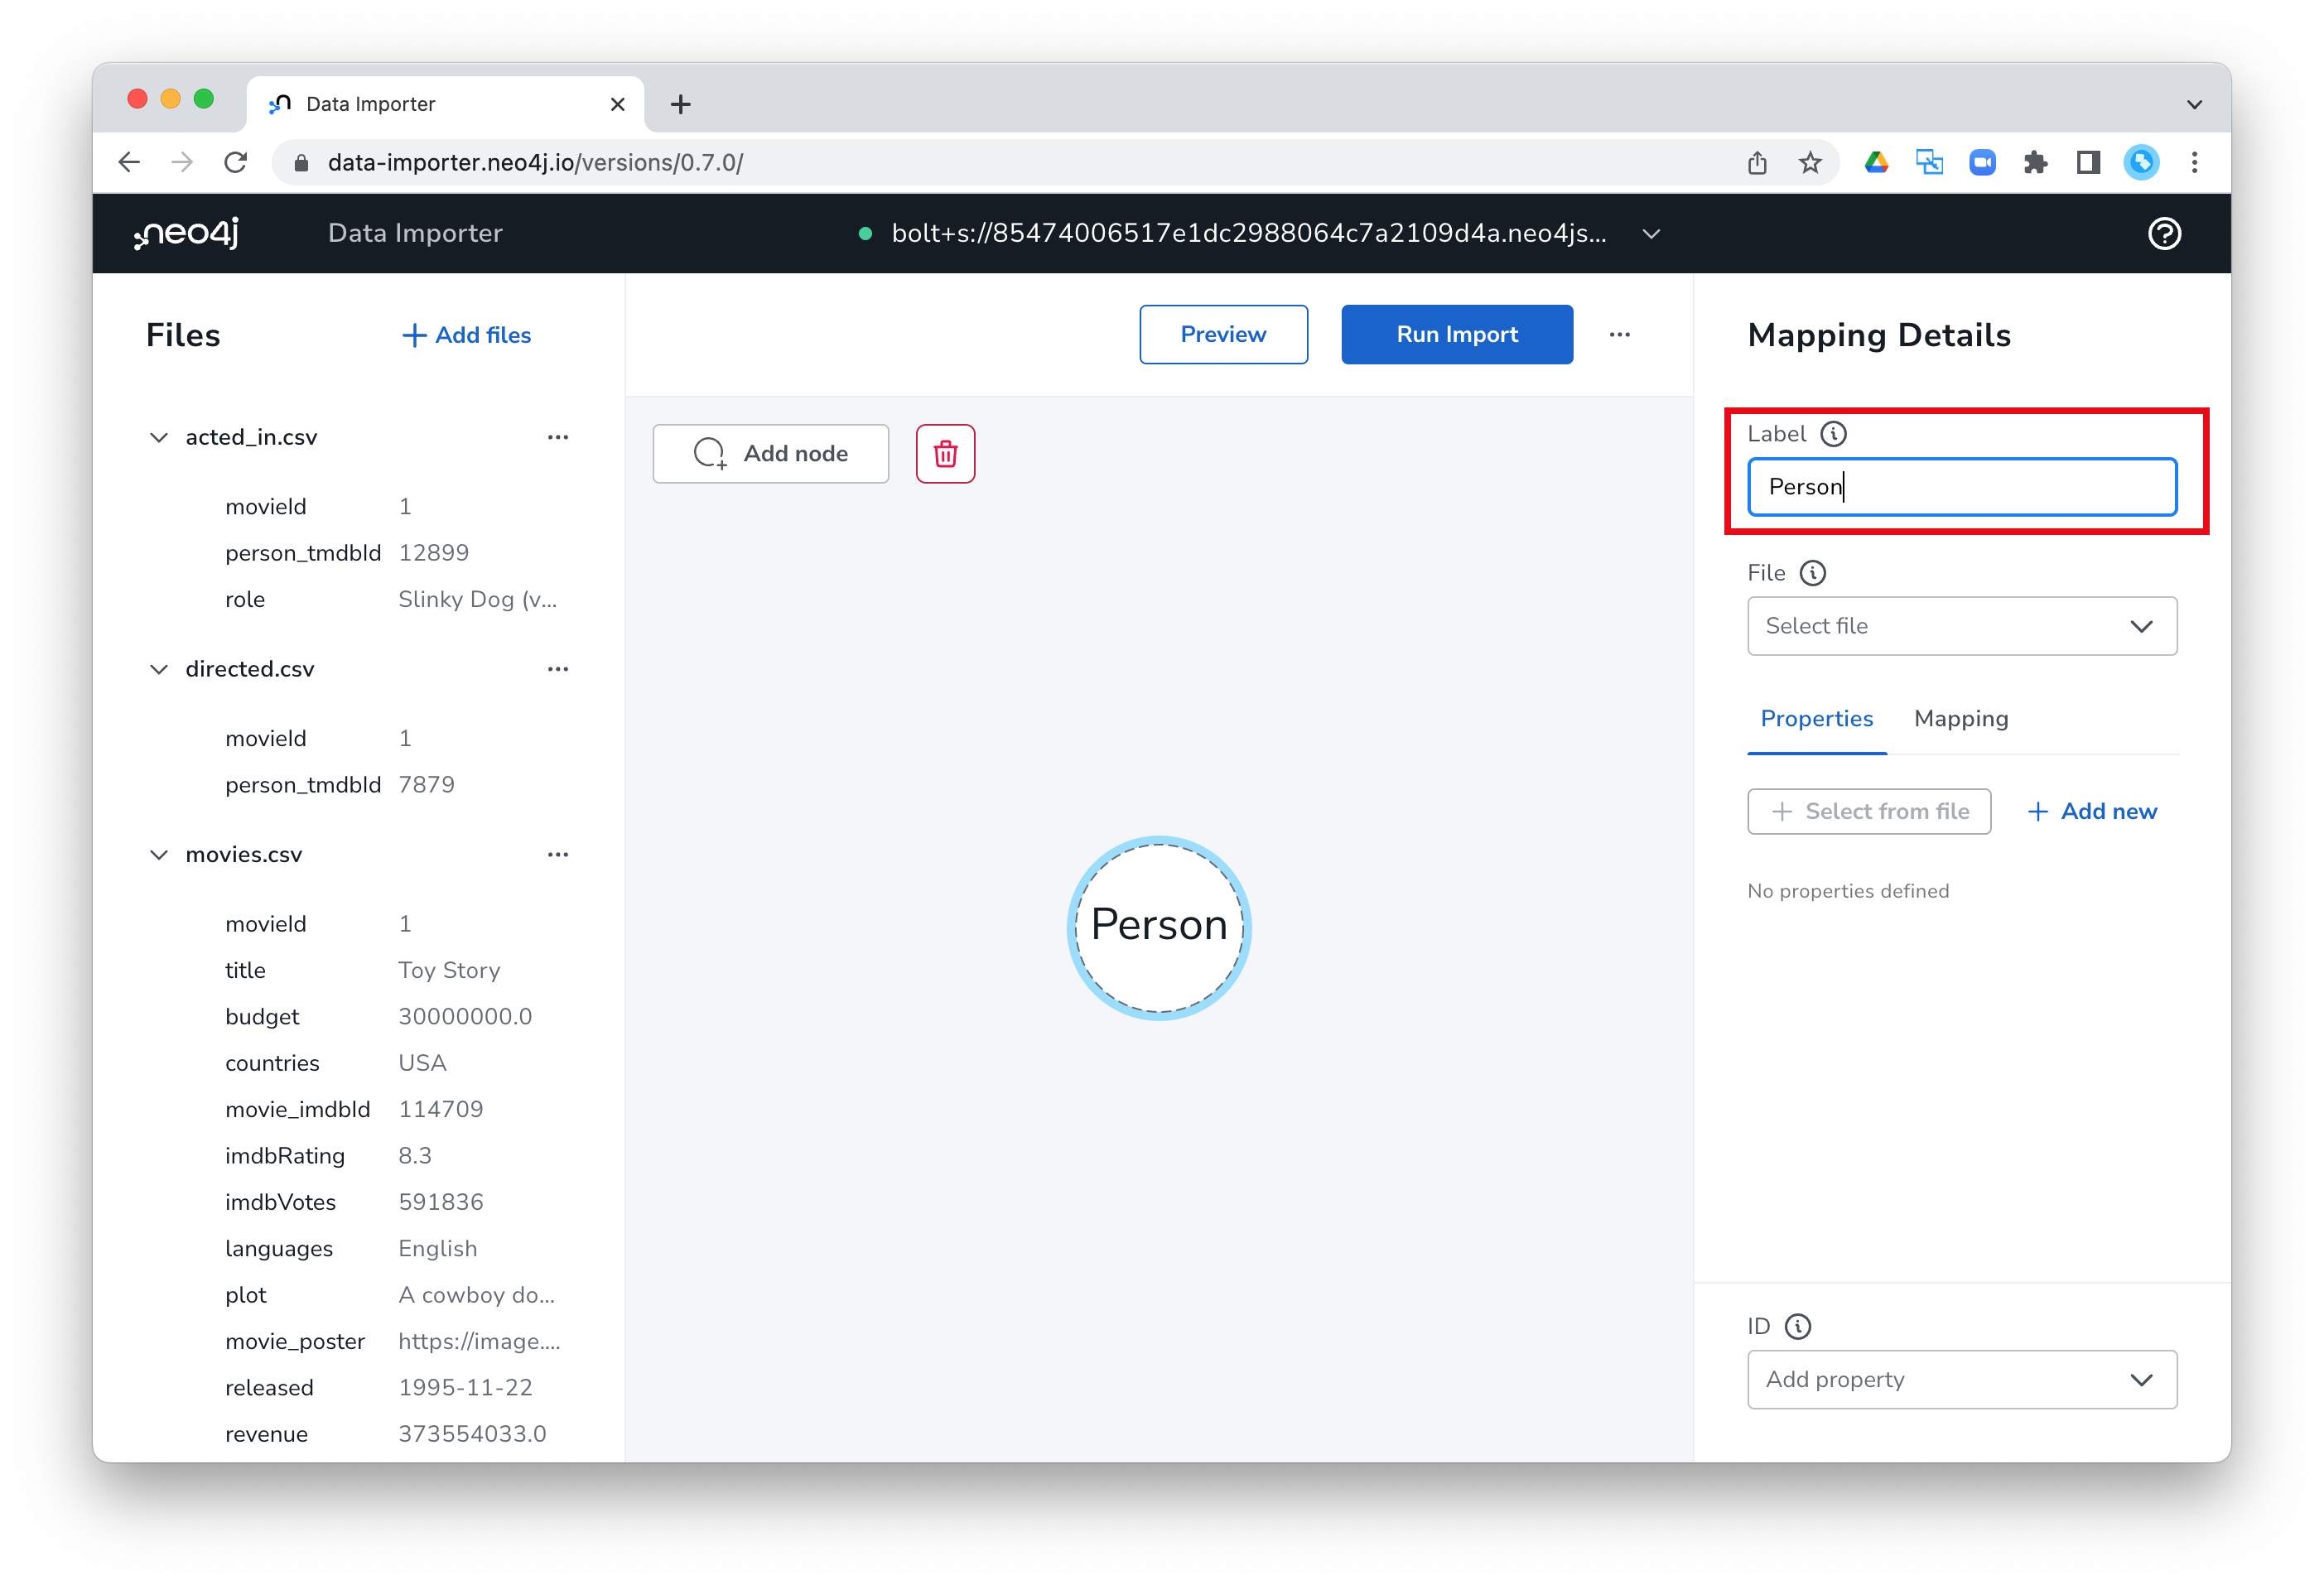 Data Importer
data-importer.neo4j.io/versions/0.7.0/
neo4j
Data Importer
bolt+s://85474006517e1dc2988064c7a2109d4a.neo4js...
Files
Add files
acted_in.csv
movieId 1
person_tmdbId 12899
role Slinky Dog (v...
directed.csv
movieId 1
person_tmdbId 7879
movies.csv
movieId 1
title Toy Story
budget 30000000.0
countries USA
movie_imdbId 114709
imdbRating 8.3
imdbVotes 591836
languages English
plot A cowboy do...
movie_poster https://image....
released 1995-11-22
revenue 373554033.0
Preview
Run Import
Add node
Person
Mapping Details
Label
Person
File
Select file
Properties Mapping
Select from file
Add new
No properties defined
ID
Add property